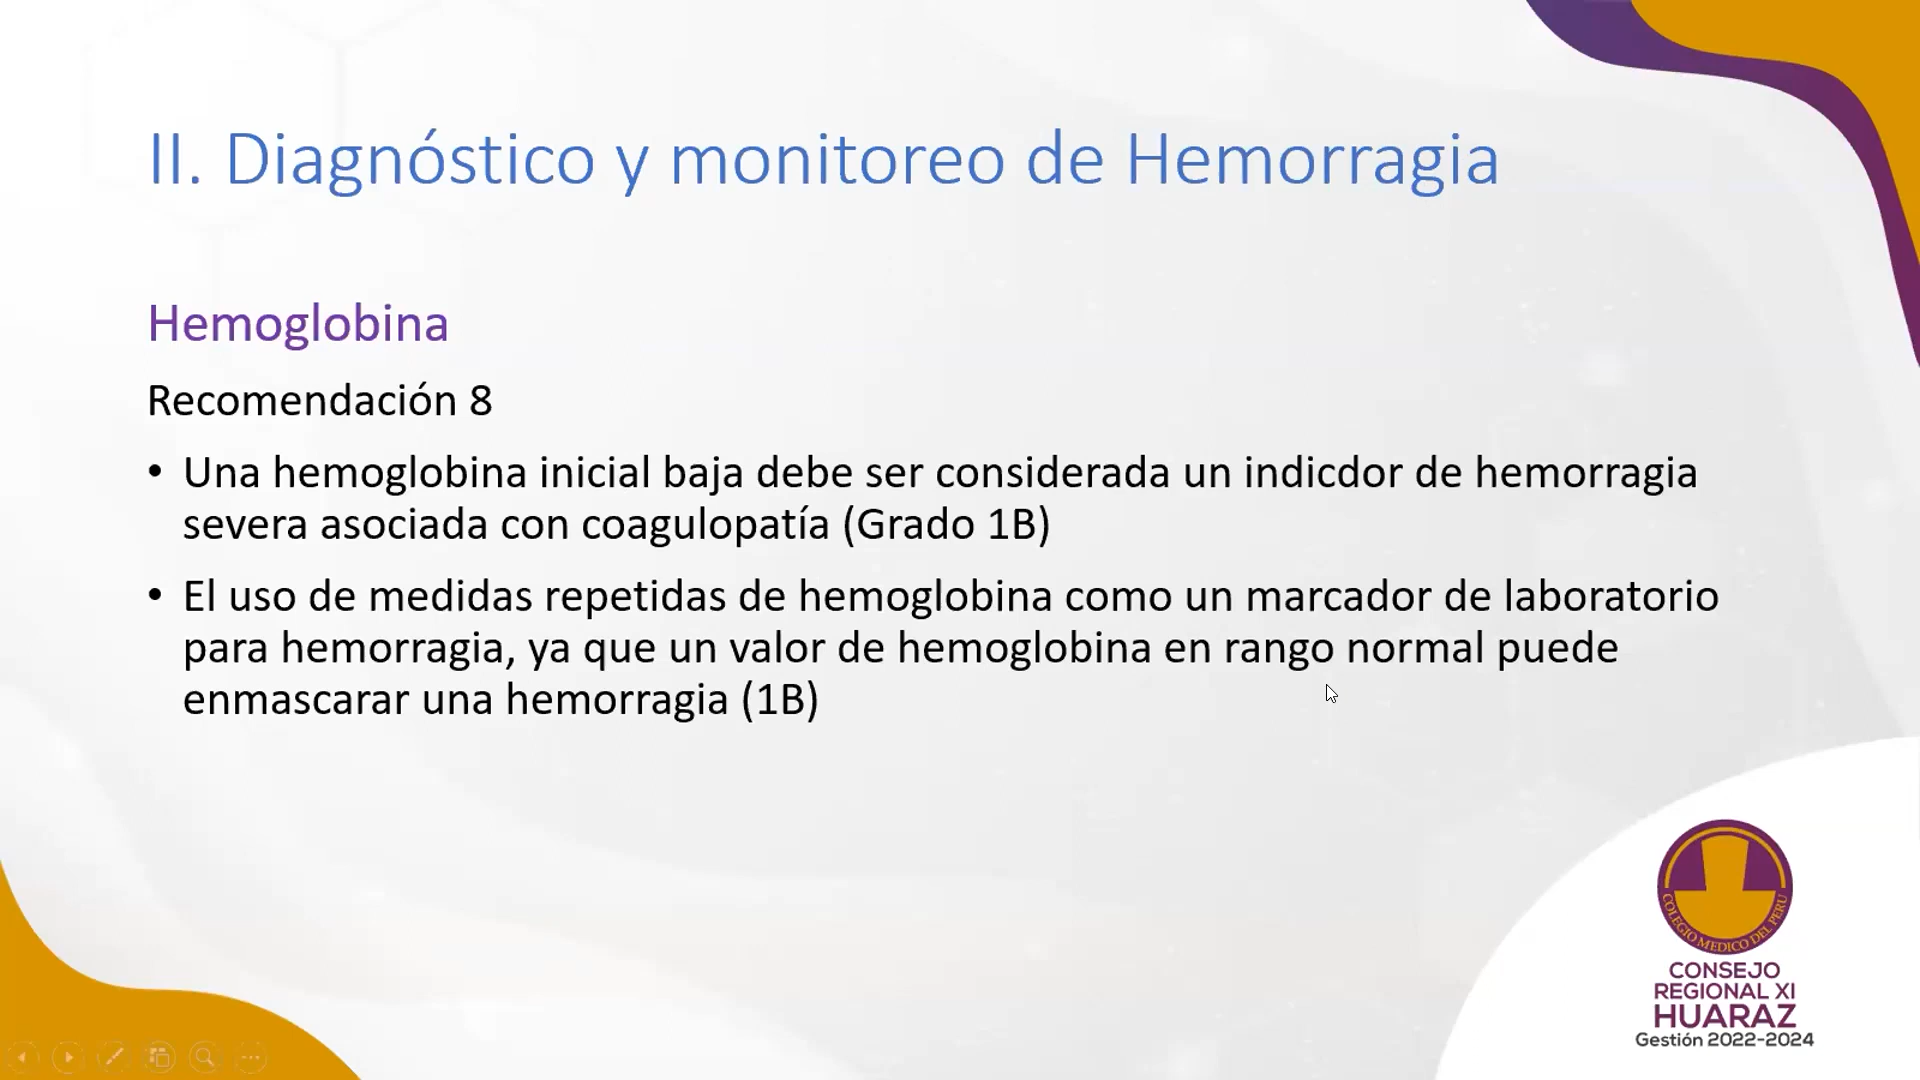 II. Diagnóstico y monitoreo de Hemorragia
Hemoglobina
Recomendación 8
• Una hemoglobina inicial baja debe ser considerada un indicdor de hemorragia
severa asociada con coagulopatía (Grado 1B)
• El uso de medidas repetidas de hemoglobina como un marcador de laboratorio
para hemorragia, ya que un valor de hemoglobina en rango normal puede
enmascarar una hemorragia (1B)
COLEGIO MEDICO DEL PERU
CONSEJO
REGIONAL XI
HUARAZ
Gestión 2022-2024